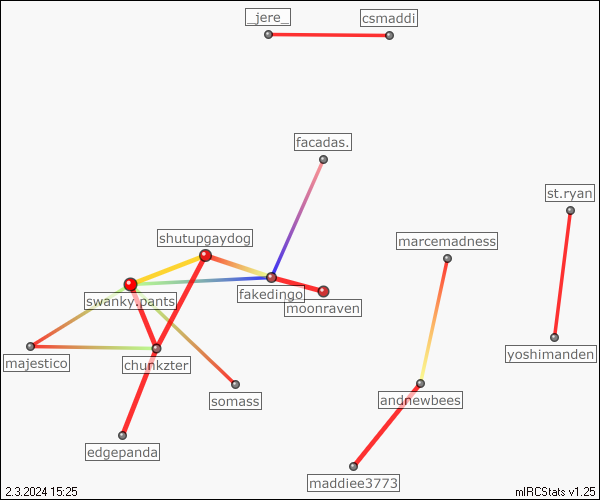 _jere_
csmaddi
facadas.
st.ryan
shutupgaydog
marcemadness
swanky.pants
fakedingo
moonraven
majestico
chunkzter
yoshimanden
somass
andnewbees
edgepanda
maddiee3773
2.3.2024 15:25
mIRCStats v1.25